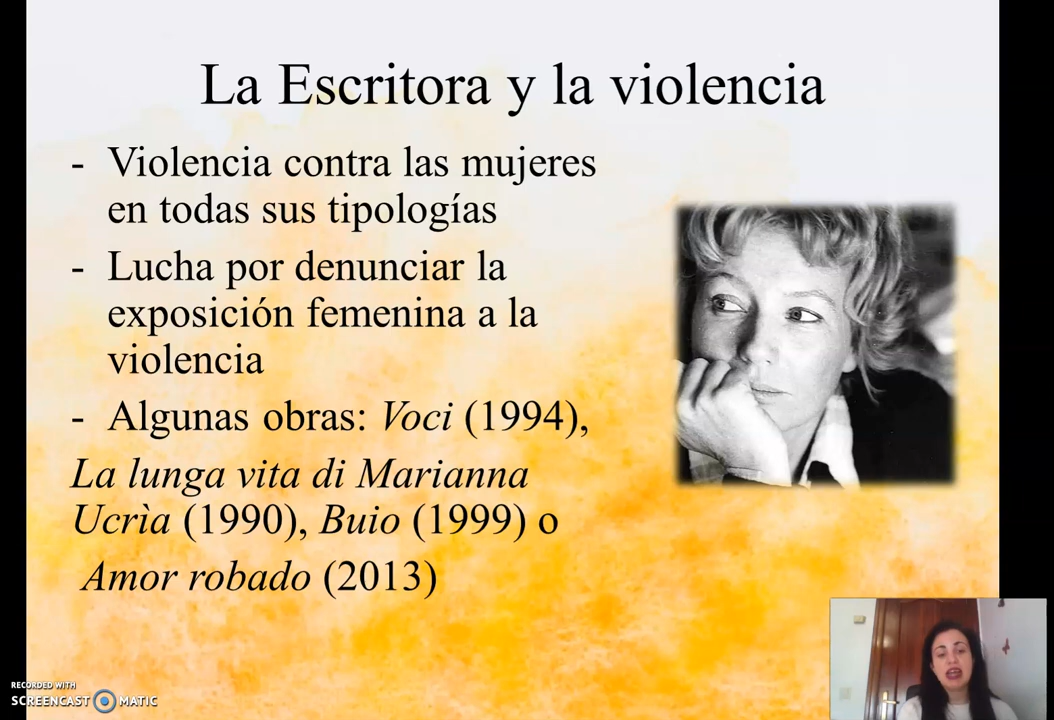 La Escritora y la violencia
- Violencia contra las mujeres
en todas sus tipologías
- Lucha por denunciar la
exposición femenina a la
violencia
- Algunas obras: Voci (1994),
La lunga vita di Marianna
Ucrìa (1990), Buio (1999) o
Amor robado (2013)
RECORDED WITH
SCREENCAST MATIC